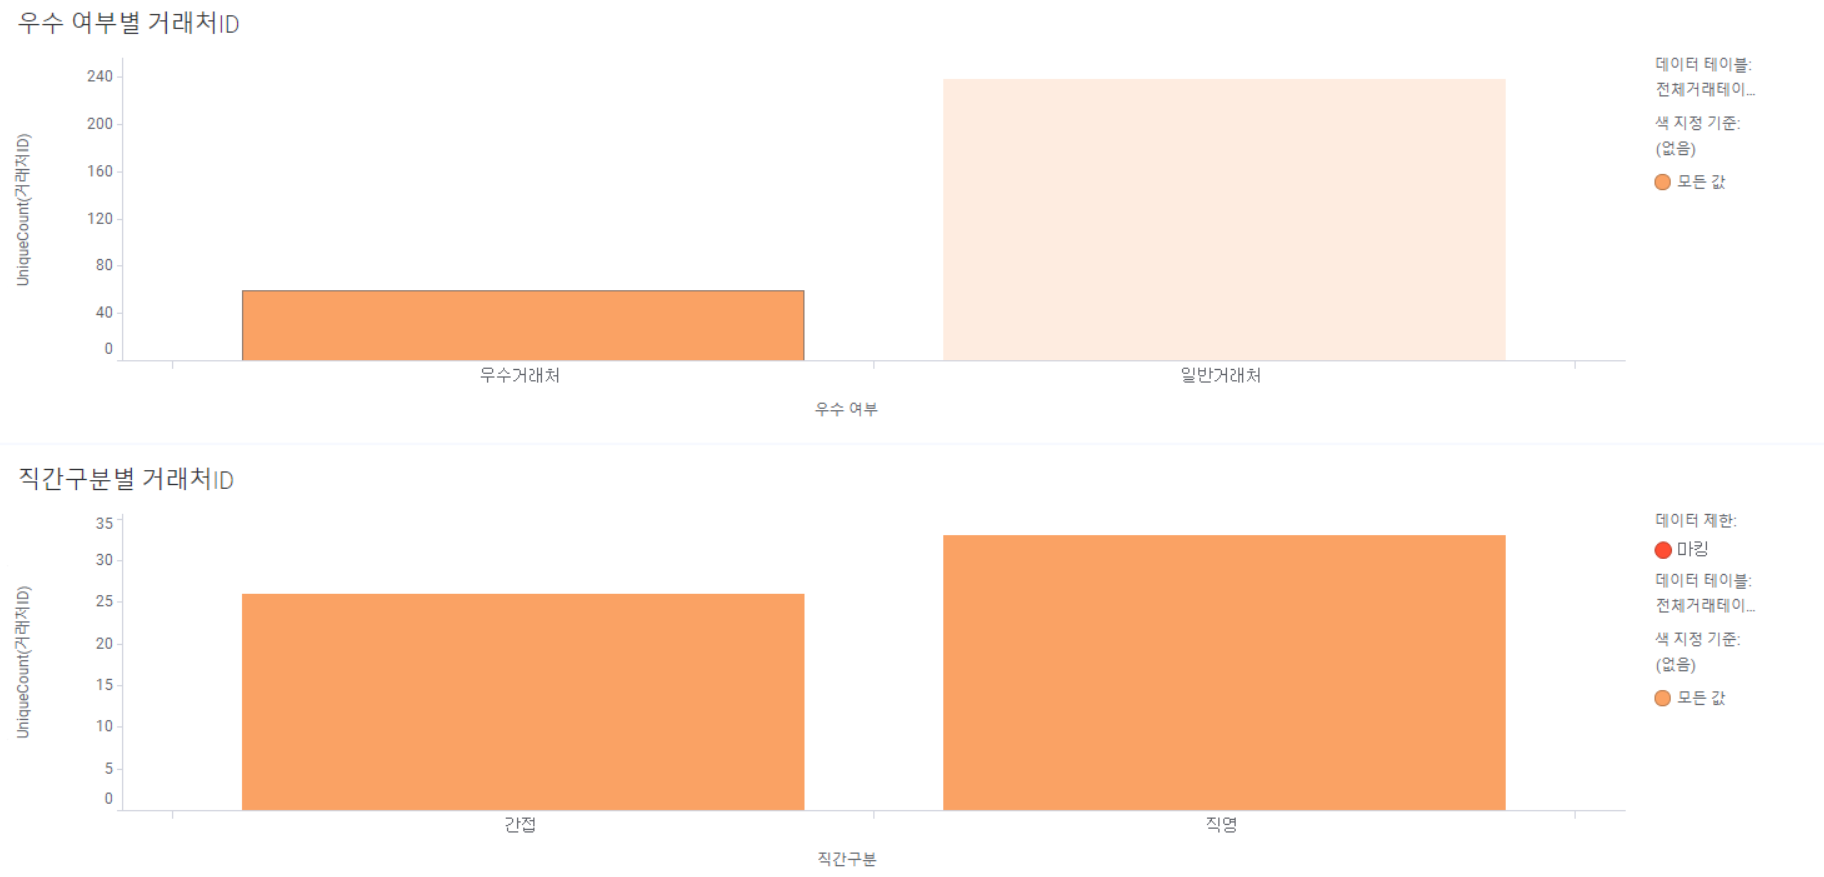 우수 여부별 거래처ID
UniqueCount(거래처ID)
240
200
160
120
80
40
0
우수거래처
일반거래처
우수 여부
데이터 테이블:
전체거래테이...
색 지정 기준:
(없음)
모든 값
직간구분별 거래처ID
UniqueCount(거래처ID)
35
30
25
20
15
10
5
0
간접
직영
직간구분
데이터 제한:
마킹
데이터 테이블:
전체거래테이...
색 지정 기준:
(없음)
모든 값